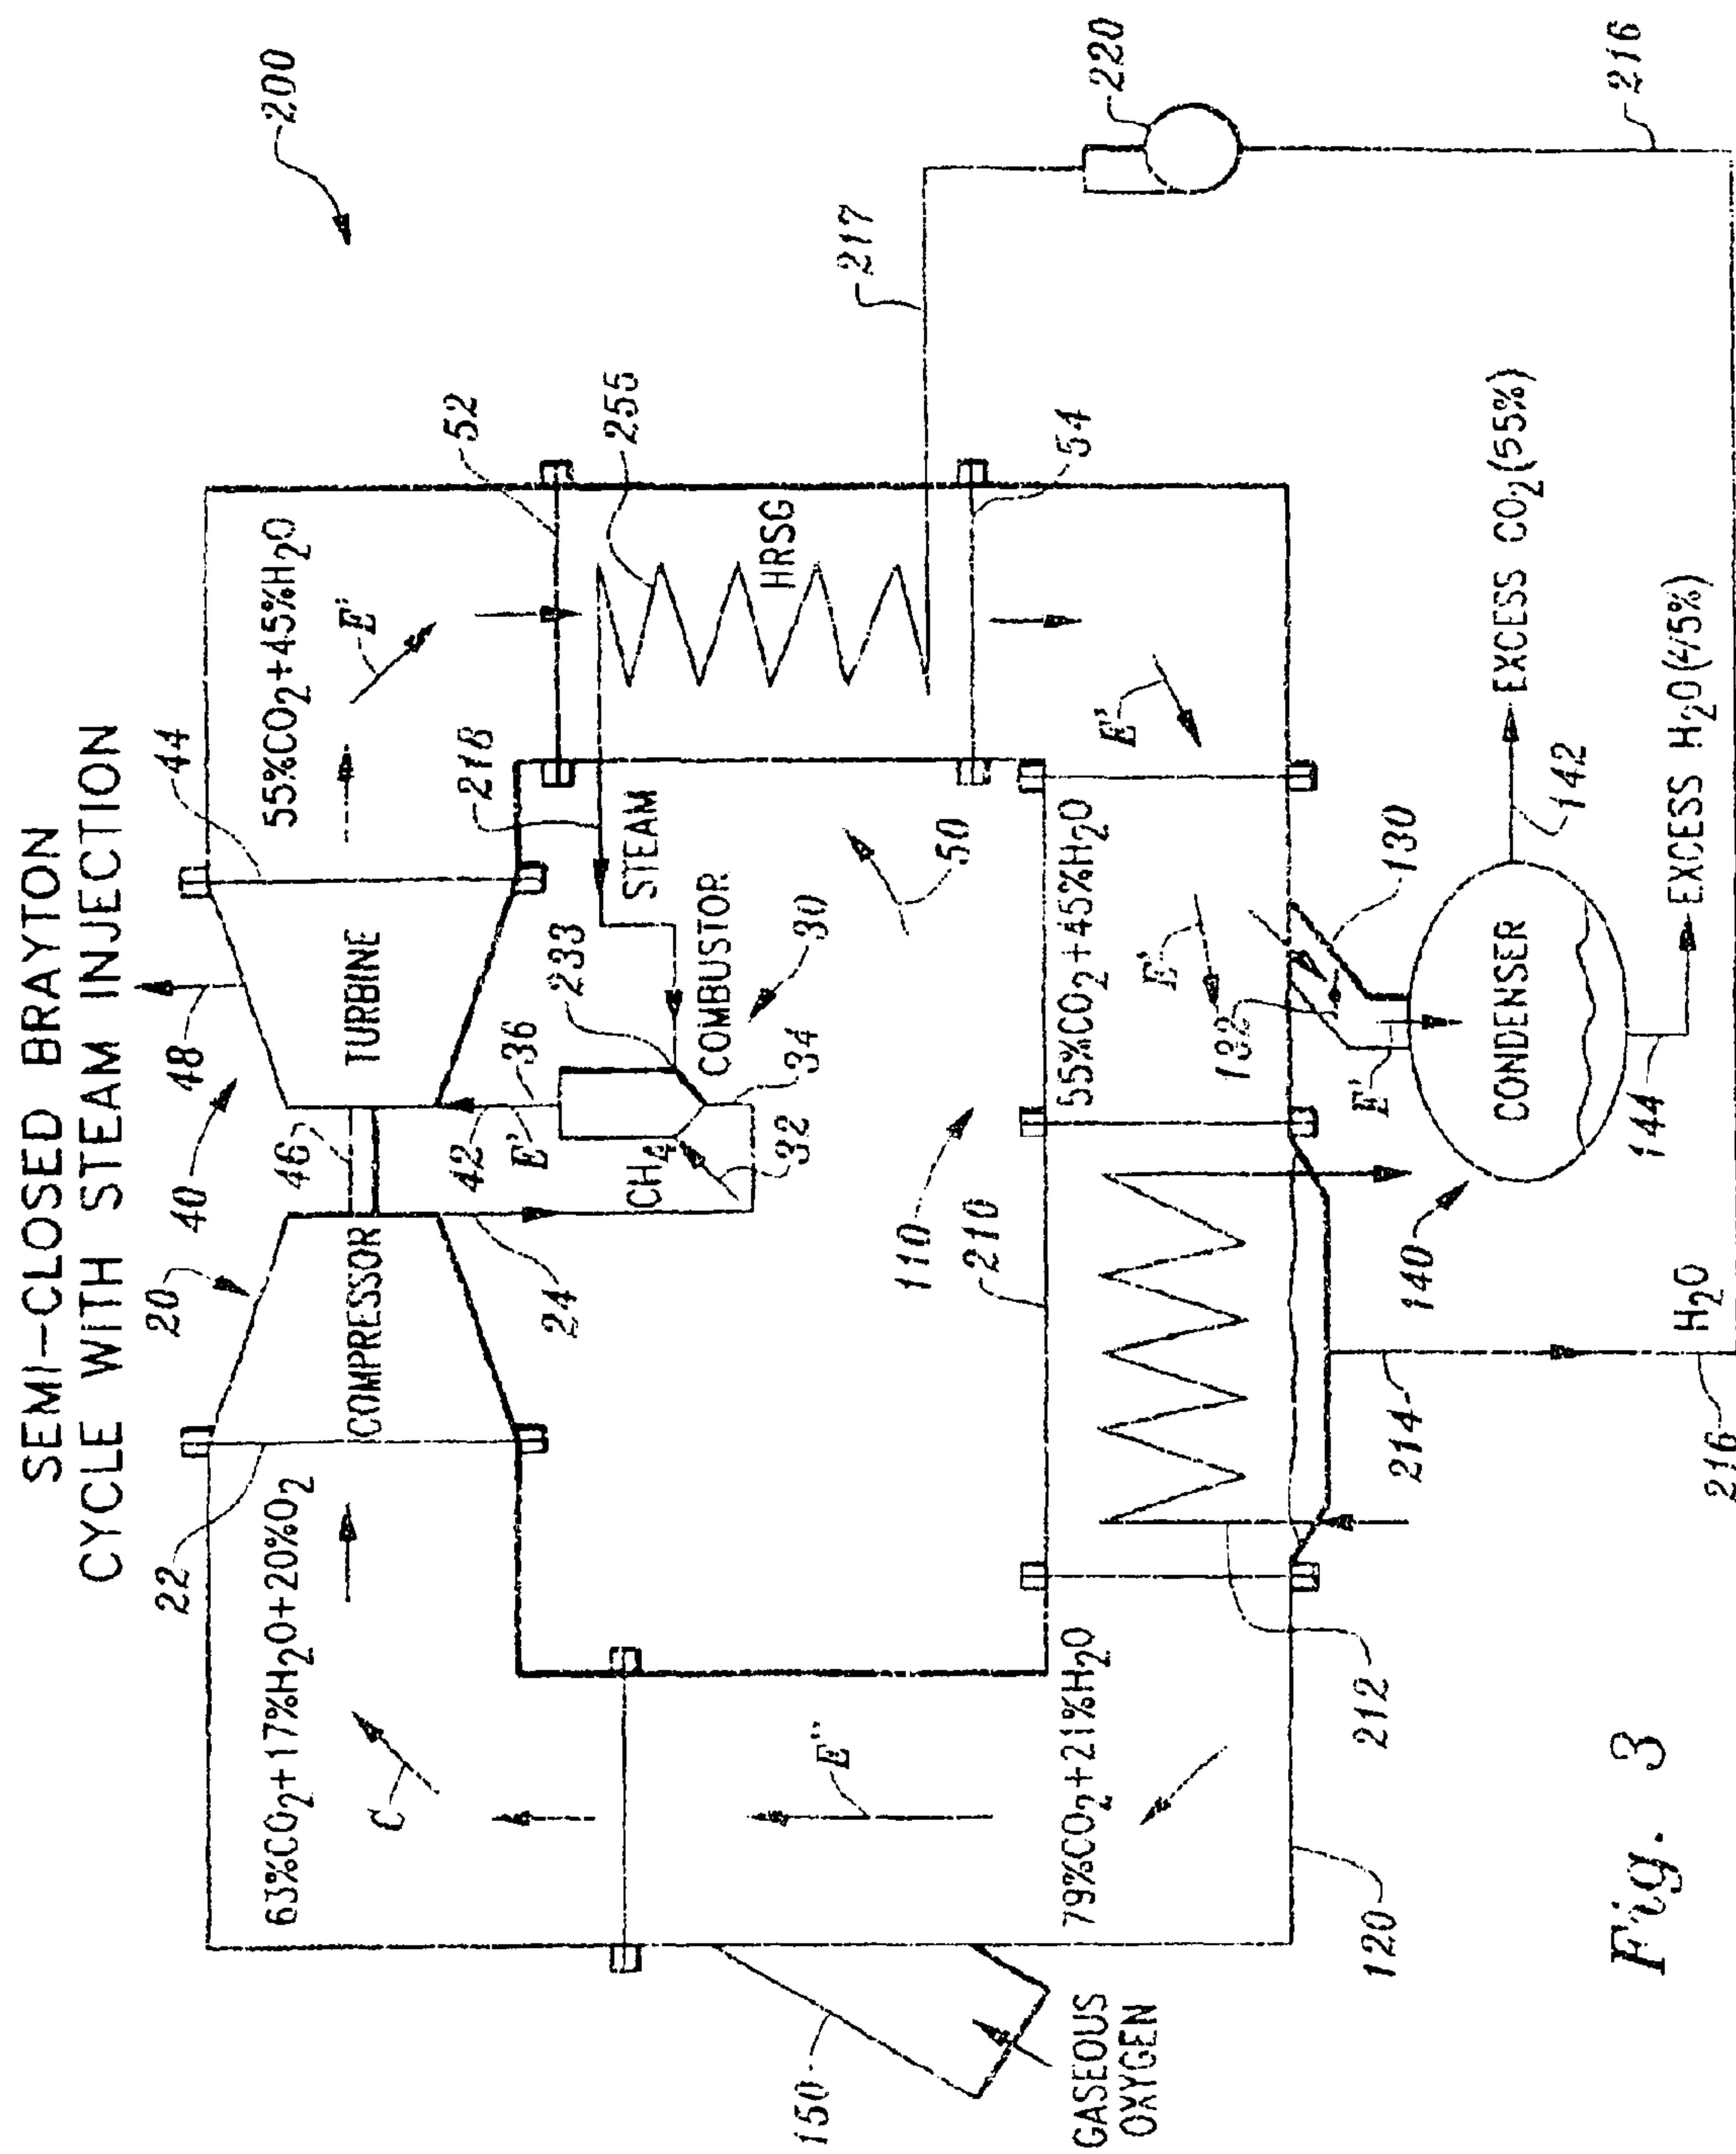 SEMI-CLOSED BRAYTON
CYCLE WITH STEAM INJECTION
200
20
40
48
44
22
63%CO2+17%H2O+20%O2
COMPRESSOR
46
TURBINE
55%CO2+45%H2O
E'
C
24
42
E'
36
CH4
32
34
233
COMBUSTOR
30
STEAM
218
52
255
HRSG
217
220
50
54
110
210
E"
150
GASEOUS
OXYGEN
79%CO2+21%H2O
55%CO2+45%H2O
E'
E'
120
212
214
132
130
E'
CONDENSER
140
142
EXCESS CO2(55%)
144
EXCESS H2O(45%)
H2O
216
216
Fig. 3